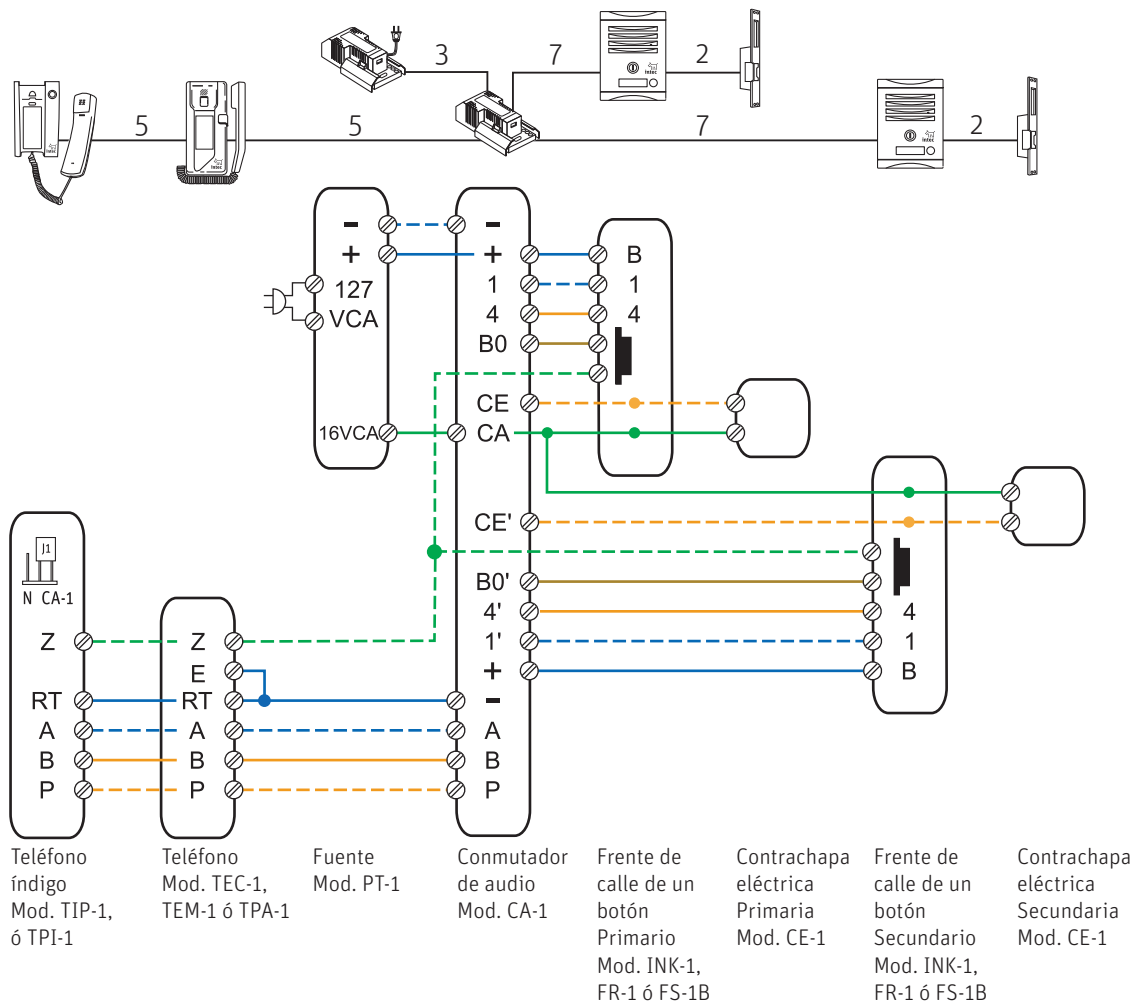 3
7
2
5
5
7
2
intec
intec
intec
intec
-
+
127
VCA
16VCA
-
+
1
4
B0
CE
CA
CE'
B0'
4'
1'
+
-
A
B
P
B
1
4
4
1
B
J1
N CA-1
Z
RT
A
B
P
Z
E
RT
A
B
P
Teléfono
índigo
Mod. TIP-1,
ó TPI-1
Teléfono
Mod. TEC-1,
TEM-1 ó TPA-1
Fuente
Mod. PT-1
Conmutador
de audio
Mod. CA-1
Frente de
calle de un
botón
Primario
Mod. INK-1,
FR-1 ó FS-1B
Contrachapa
eléctrica
Primaria
Mod. CE-1
Frente de
calle de un
botón
Secundario
Mod. INK-1,
FR-1 ó FS-1B
Contrachapa
eléctrica
Secundaria
Mod. CE-1